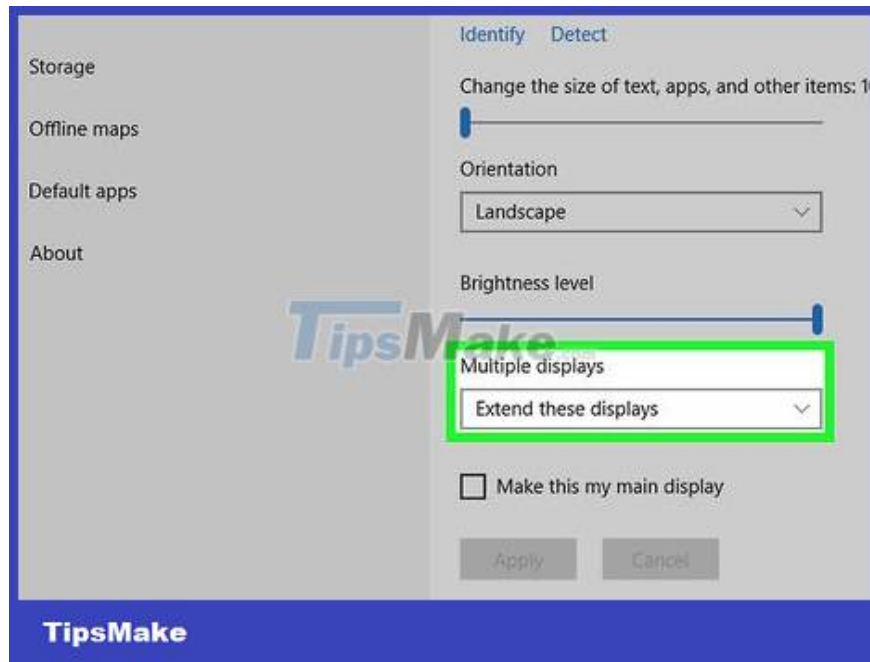 Storage
Offline maps
Default apps
About
Identify Detect
Change the size of text, apps, and other items:
Orientation
Landscape
Brightness level
TipsMake
Multiple displays
Extend these displays
Make this my main display
Apply Cancel
TipsMake